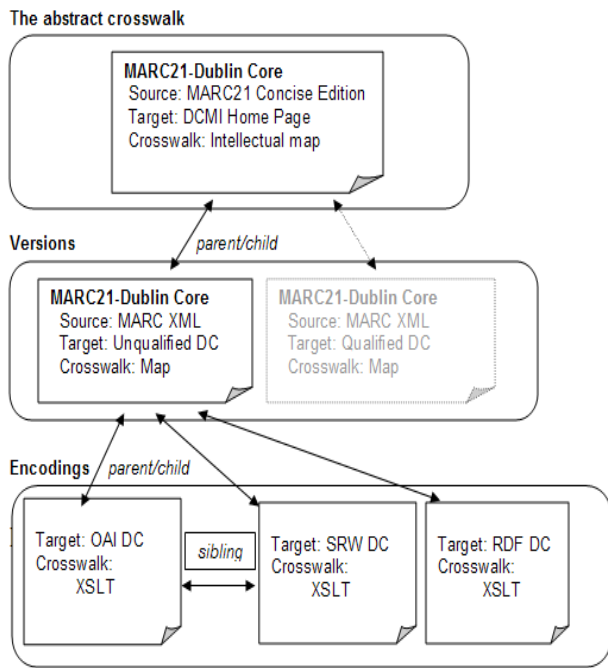 The abstract crosswalk
MARC21-Dublin Core
Source: MARC21 Concise Edition
Target: DCMI Home Page
Crosswalk: Intellectual map
Versions
parent/child
MARC21-Dublin Core
Source: MARC XML
Target: Unqualified DC
Crosswalk: Map
MARC21-Dublin Core
Source: MARC XML
Target: Qualified DC
Crosswalk: Map
Encodings
parent/child
Target: OAI DC
Crosswalk:
XSLT
sibling
Target: SRW DC
Crosswalk:
XSLT
Target: RDF DC
Crosswalk:
XSLT